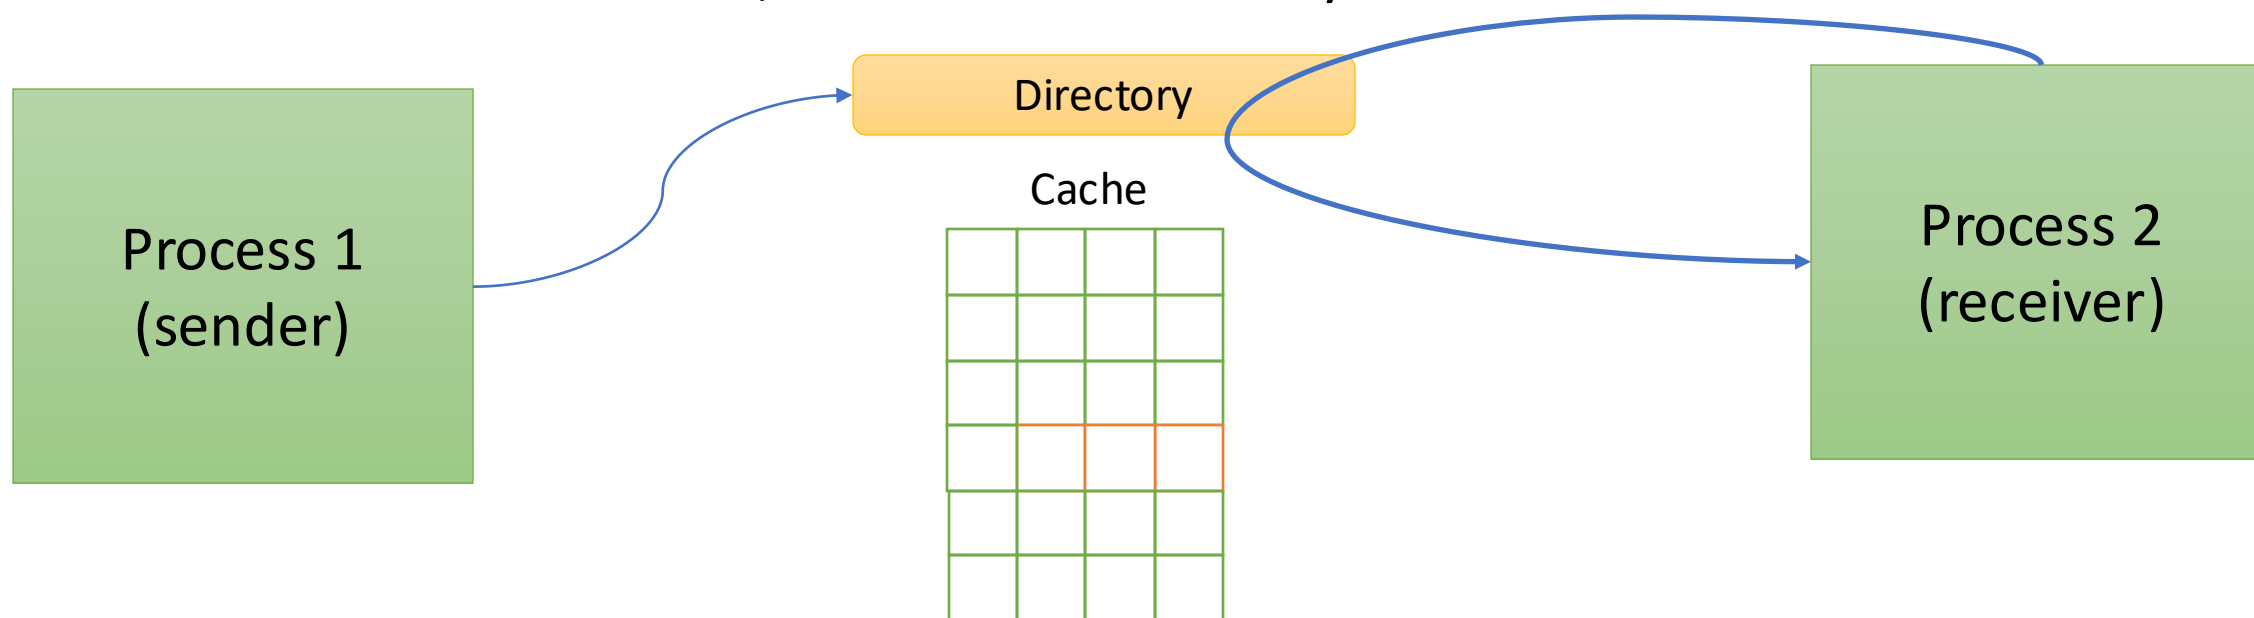 Directory
Cache
Process 1
(sender)
Process 2
(receiver)